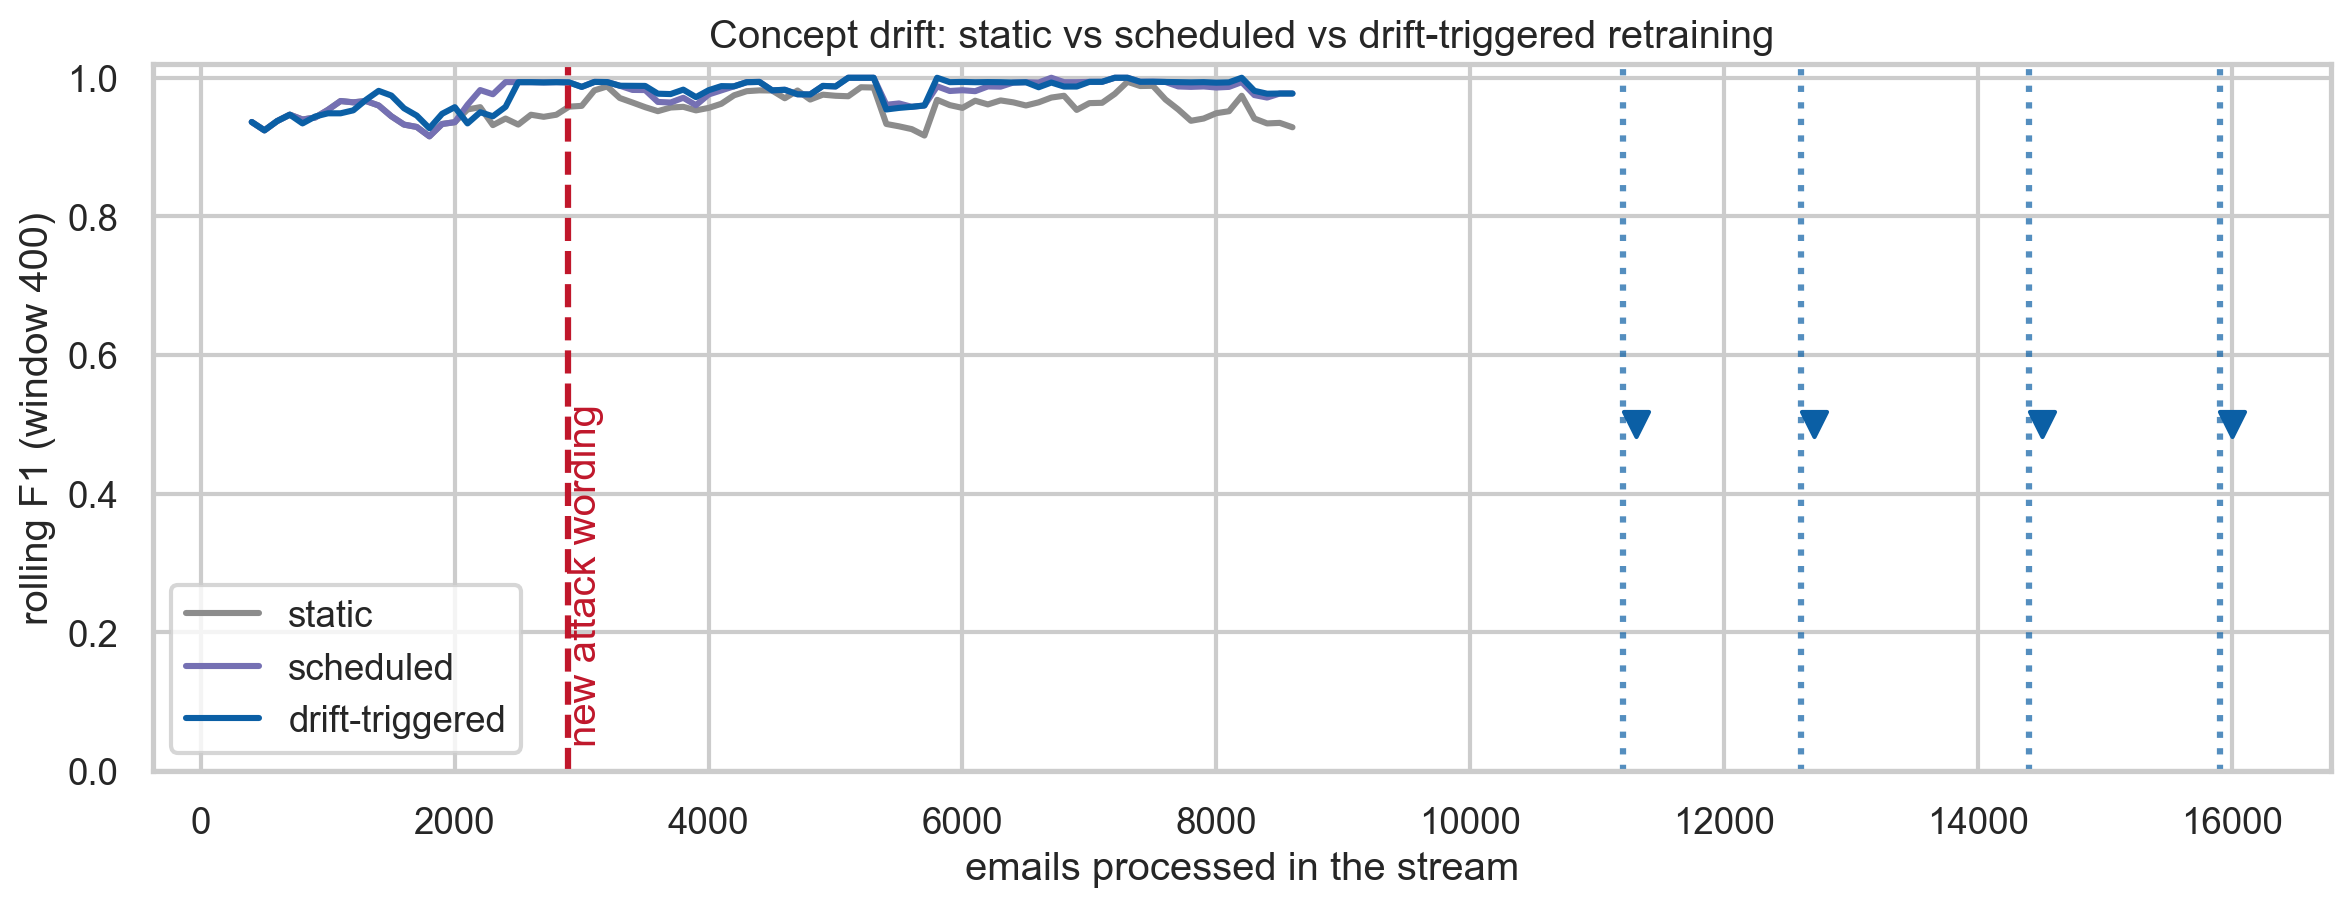 Concept drift: static vs scheduled vs drift-triggered retraining
rolling F1 (window 400)
1.0
0.8
0.6
0.4
0.2
0.0
new attack wording
static
scheduled
drift-triggered
0
2000
4000
6000
8000
10000
12000
14000
16000
emails processed in the stream